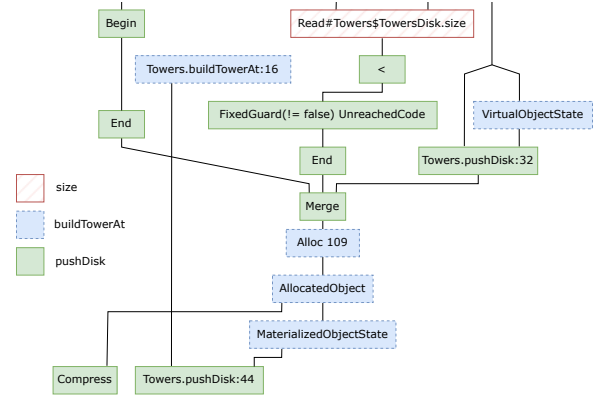 Begin
Read#Towers$TowersDisk.size
Towers.buildTowerAt:16
<
FixedGuard(!= false) UnreachedCode
VirtualObjectState
End
End
Towers.pushDisk:32
size
Merge
buildTowerAt
Alloc 109
pushDisk
AllocatedObject
MaterializedObjectState
Compress
Towers.pushDisk:44